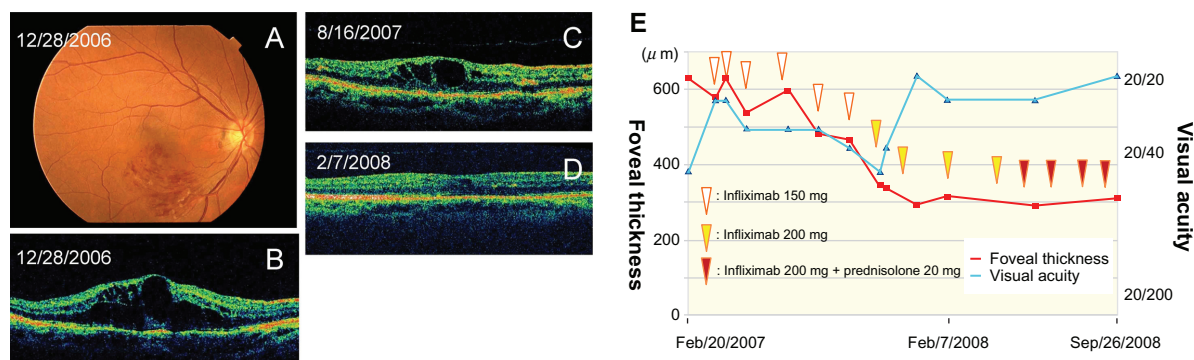 12/28/2006
A
12/28/2006
B
8/16/2007
C
2/7/2008
D
E
(μm)
600
400
200
0
Foveal thickness
20/20
20/40
20/200
Visual acuity
: Infliximab 150 mg
: Infliximab 200 mg
: Infliximab 200 mg + prednisolone 20 mg
Foveal thickness
Visual acuity
Feb/20/2007
Feb/7/2008
Sep/26/2008